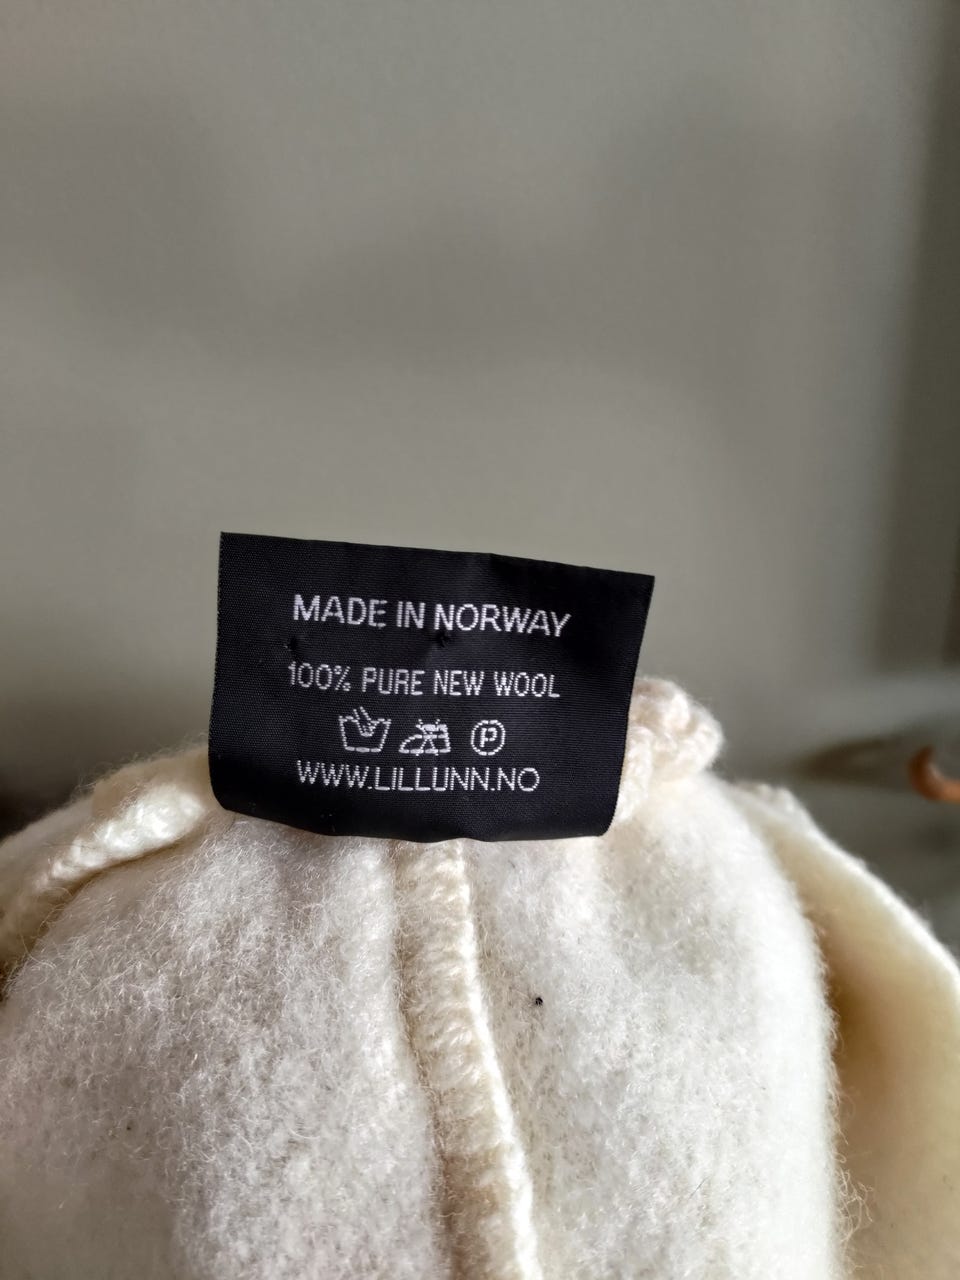 MADE IN NORWAY
100% PURE NEW WOOL
P
WWW.LILLUNN.NO